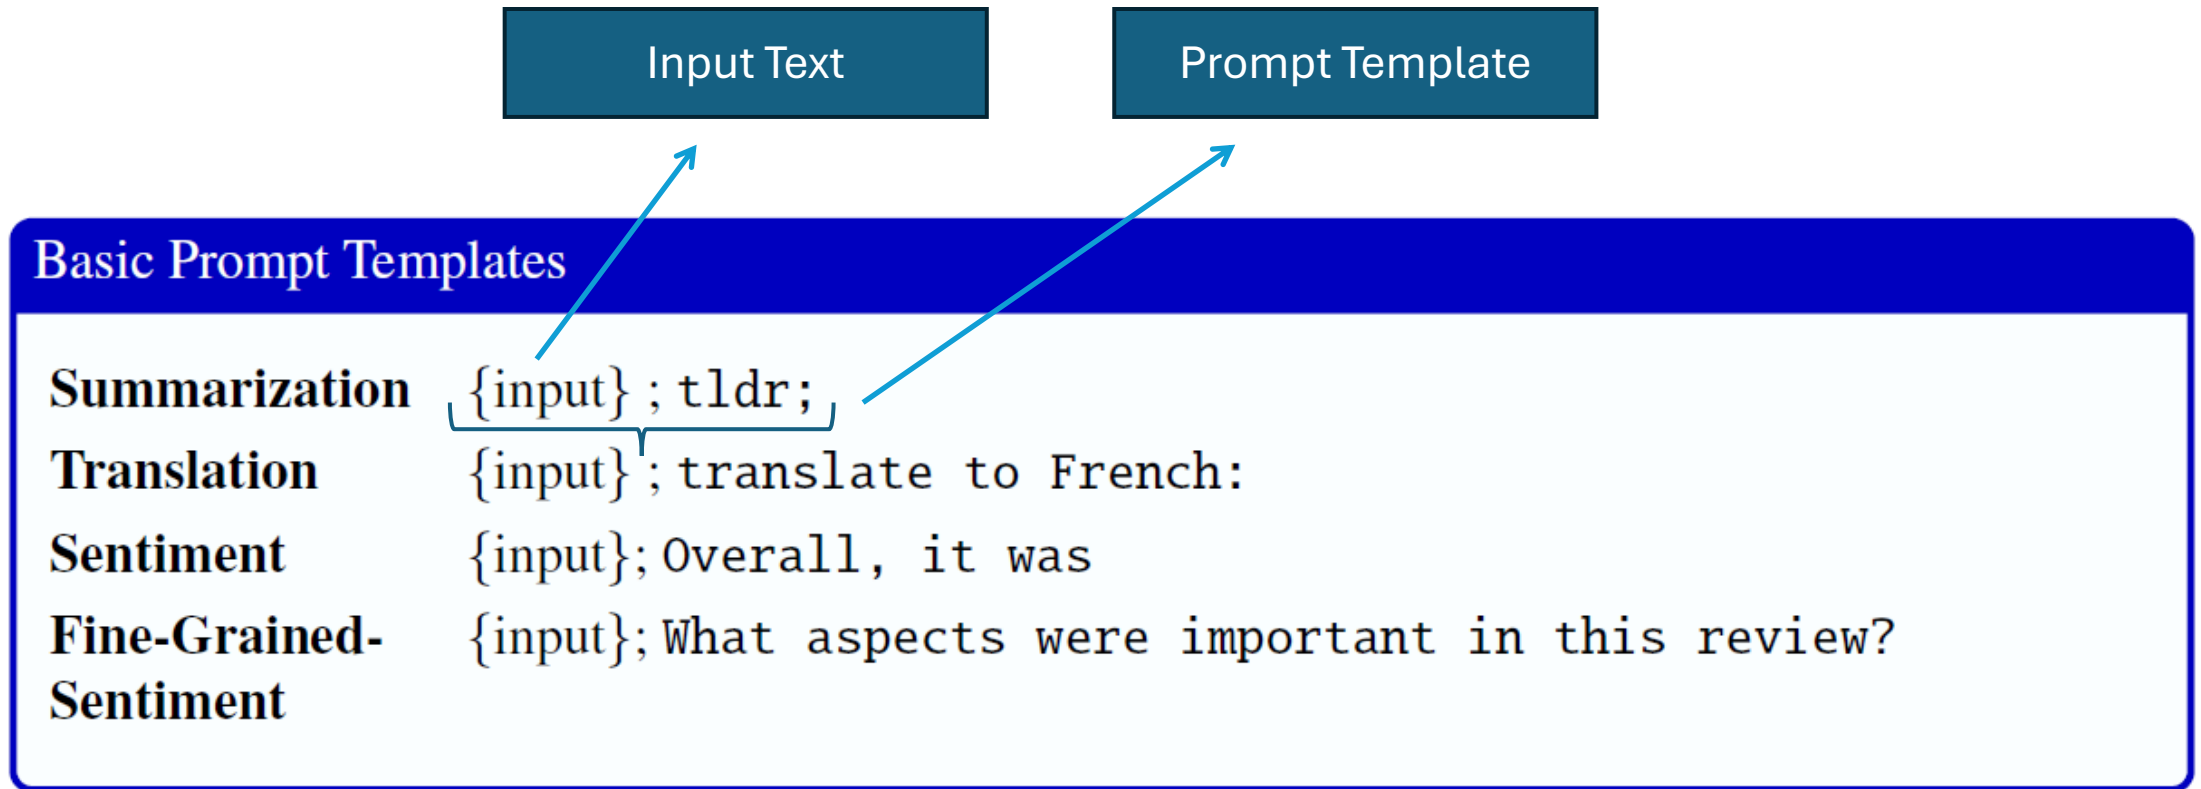 Input Text
Prompt Template
Basic Prompt Templates
Summarization {input} ; tldr;
Translation {input} ; translate to French:
Sentiment {input}; Overall, it was
Fine-Grained- {input}; What aspects were important in this review?
Sentiment